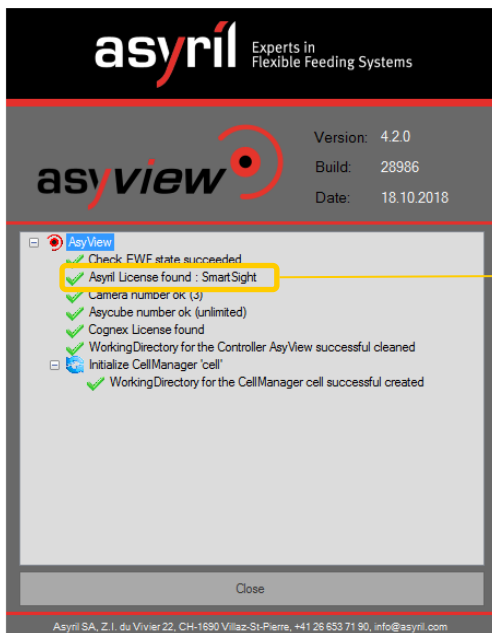 asyril Experts in
Flexible Feeding Systems
asyview
Version: 4.2.0
Build: 28986
Date: 18.10.2018
AsyView
Check EWF state succeeded
Asyril License found : SmartSight
Camera number ok (3)
Asycube number ok (unlimited)
Cognex License found
WorkingDirectory for the Controller AsyView successful cleaned
Initialize CellManager 'cell'
WorkingDirectory for the CellManager cell successful created
Close
Asyril SA, Z.I. du Vivier 22, CH-1690 Villaz-St-Pierre, +41 26 653 71 90, info@asyril.com